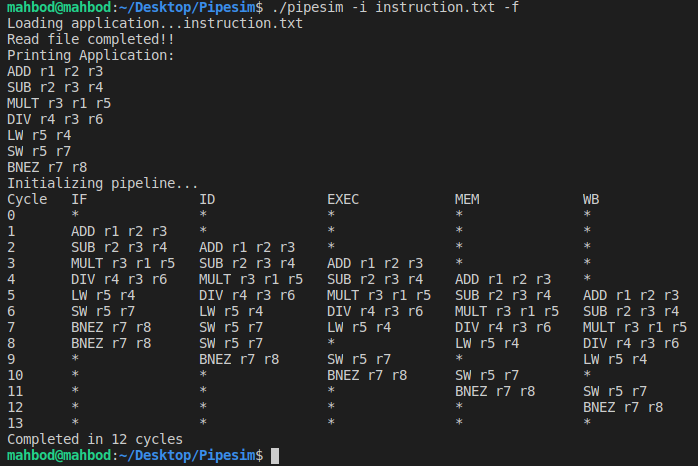 mahbod@mahbod:~/Desktop/Pipesim$ ./pipesim -i instruction.txt -f
Loading application...instruction.txt
Read file completed!!
Printing Application:
ADD r1 r2 r3
SUB r2 r3 r4
MULT r3 r1 r5
DIV r4 r3 r6
LW r5 r4
SW r5 r7
BNEZ r7 r8
Initializing pipeline...
Cycle IF ID EXEC MEM WB
0 * * * * *
1 ADD r1 r2 r3 * * * *
2 SUB r2 r3 r4 ADD r1 r2 r3 * * *
3 MULT r3 r1 r5 SUB r2 r3 r4 ADD r1 r2 r3 * *
4 DIV r4 r3 r6 MULT r3 r1 r5 SUB r2 r3 r4 ADD r1 r2 r3 *
5 LW r5 r4 DIV r4 r3 r6 MULT r3 r1 r5 SUB r2 r3 r4 ADD r1 r2 r3
6 SW r5 r7 LW r5 r4 DIV r4 r3 r6 MULT r3 r1 r5 SUB r2 r3 r4
7 BNEZ r7 r8 SW r5 r7 LW r5 r4 DIV r4 r3 r6 MULT r3 r1 r5
8 BNEZ r7 r8 SW r5 r7 * LW r5 r4 DIV r4 r3 r6
9 * BNEZ r7 r8 SW r5 r7 * LW r5 r4
10 * * BNEZ r7 r8 SW r5 r7 *
11 * * * BNEZ r7 r8 SW r5 r7
12 * * * * BNEZ r7 r8
13 * * * * *
Completed in 12 cycles
mahbod@mahbod:~/Desktop/Pipesim$